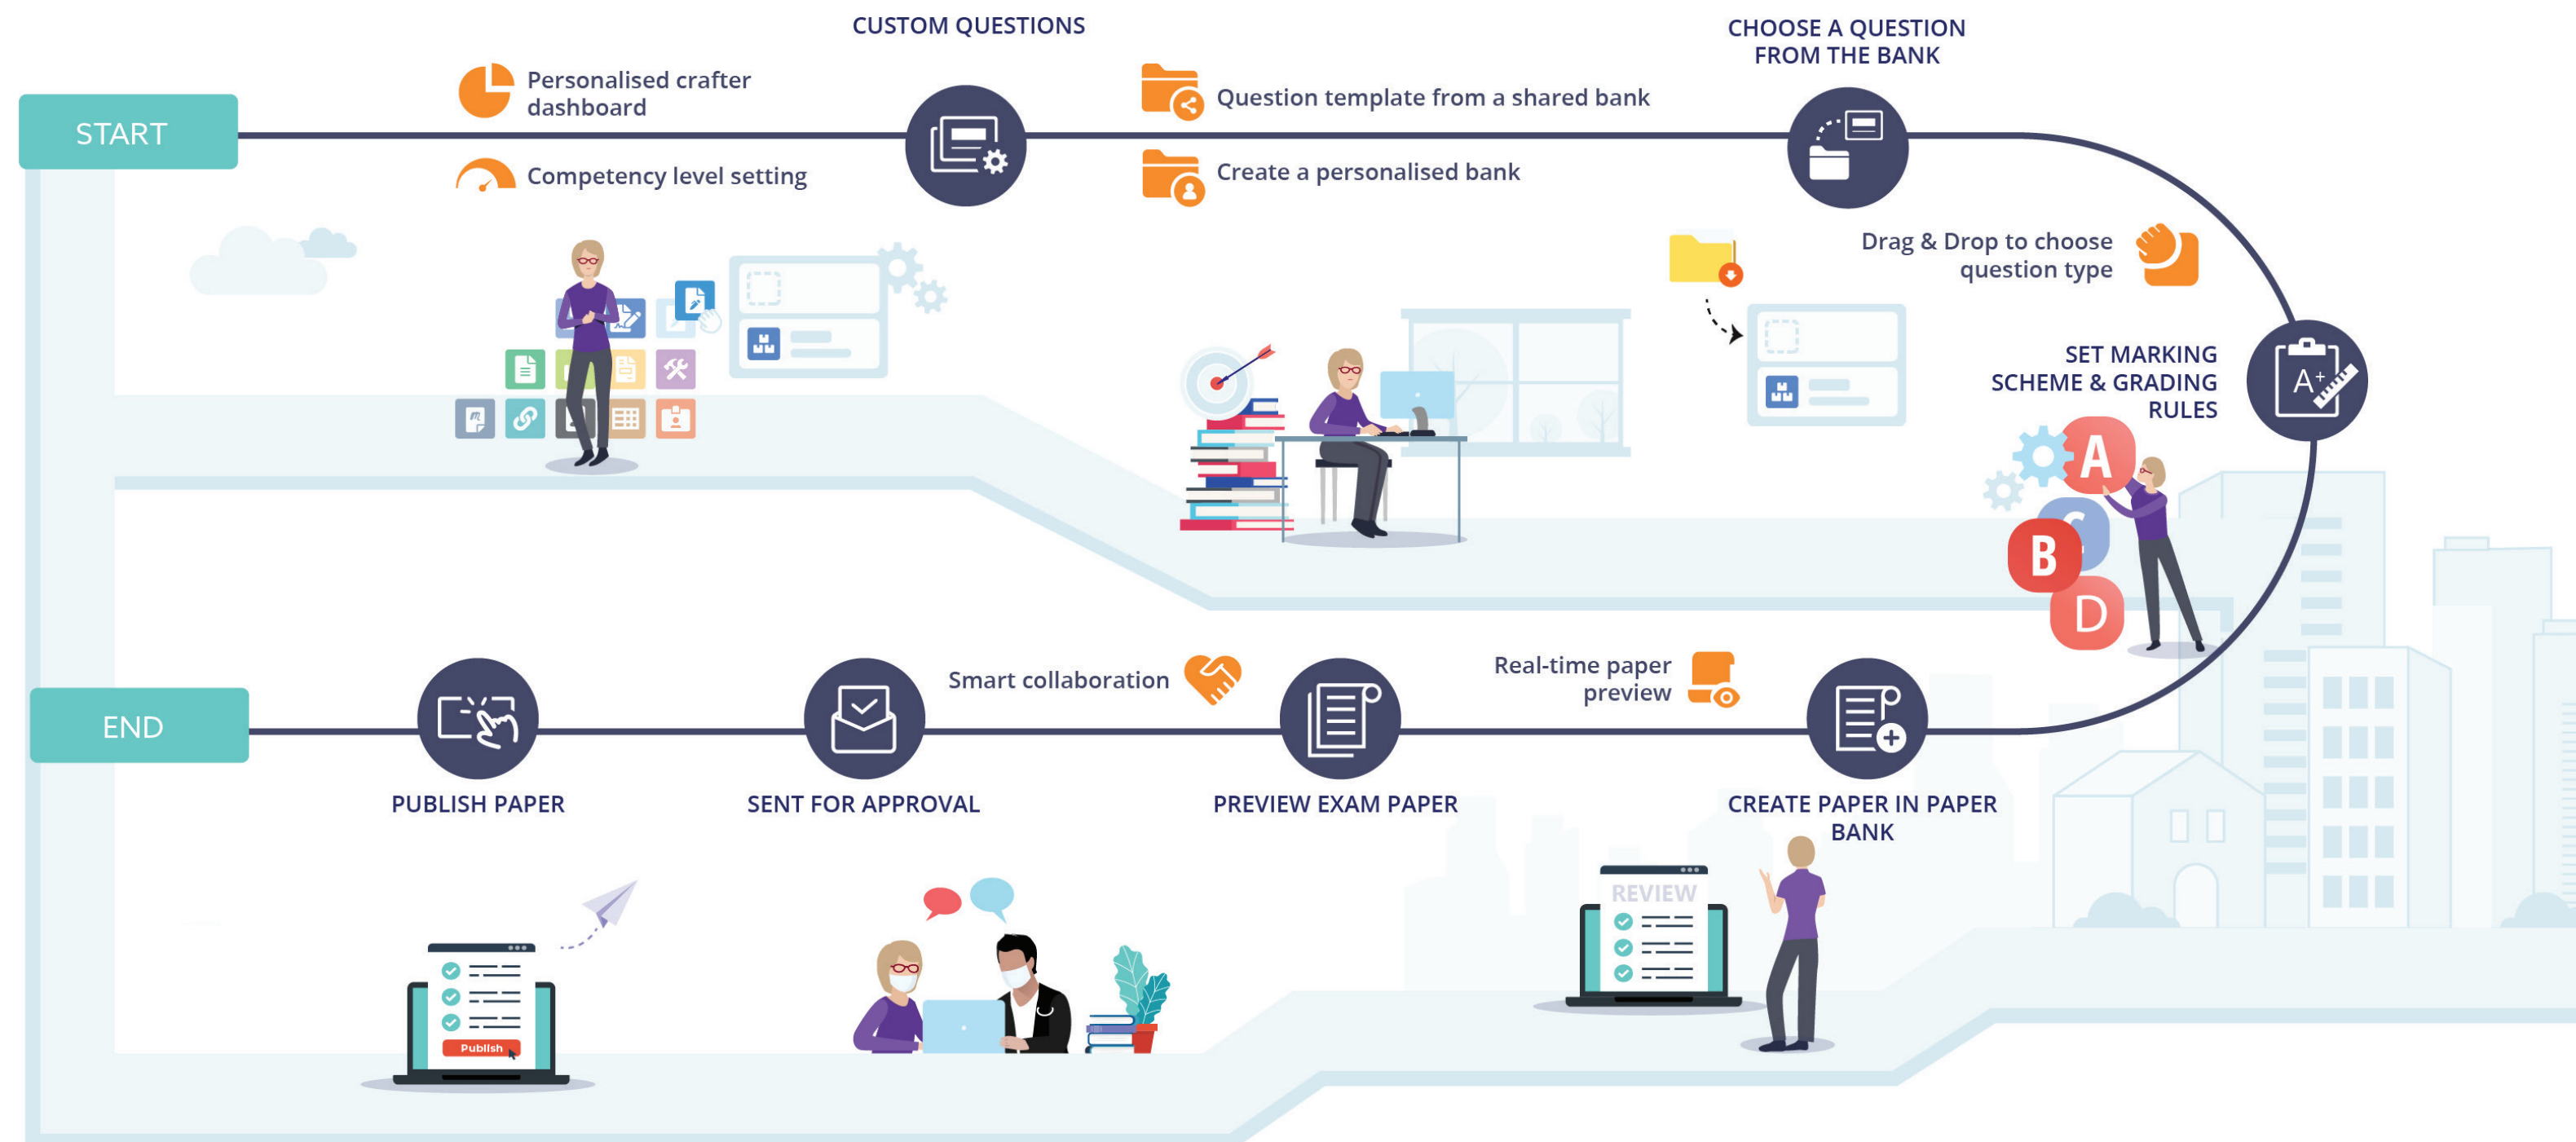 CUSTOM QUESTIONS
CHOOSE A QUESTION
FROM THE BANK
Personalised crafter
dashboard
Question template from a shared bank
START
Competency level setting
Create a personalised bank
Drag & Drop to choose
question type
SET MARKING
SCHEME & GRADING
RULES
A+
A
C
B
D
Smart collaboration
Real-time paper
preview
END
PUBLISH PAPER
SENT FOR APPROVAL
PREVIEW EXAM PAPER
CREATE PAPER IN PAPER
BANK
REVIEW
Publish